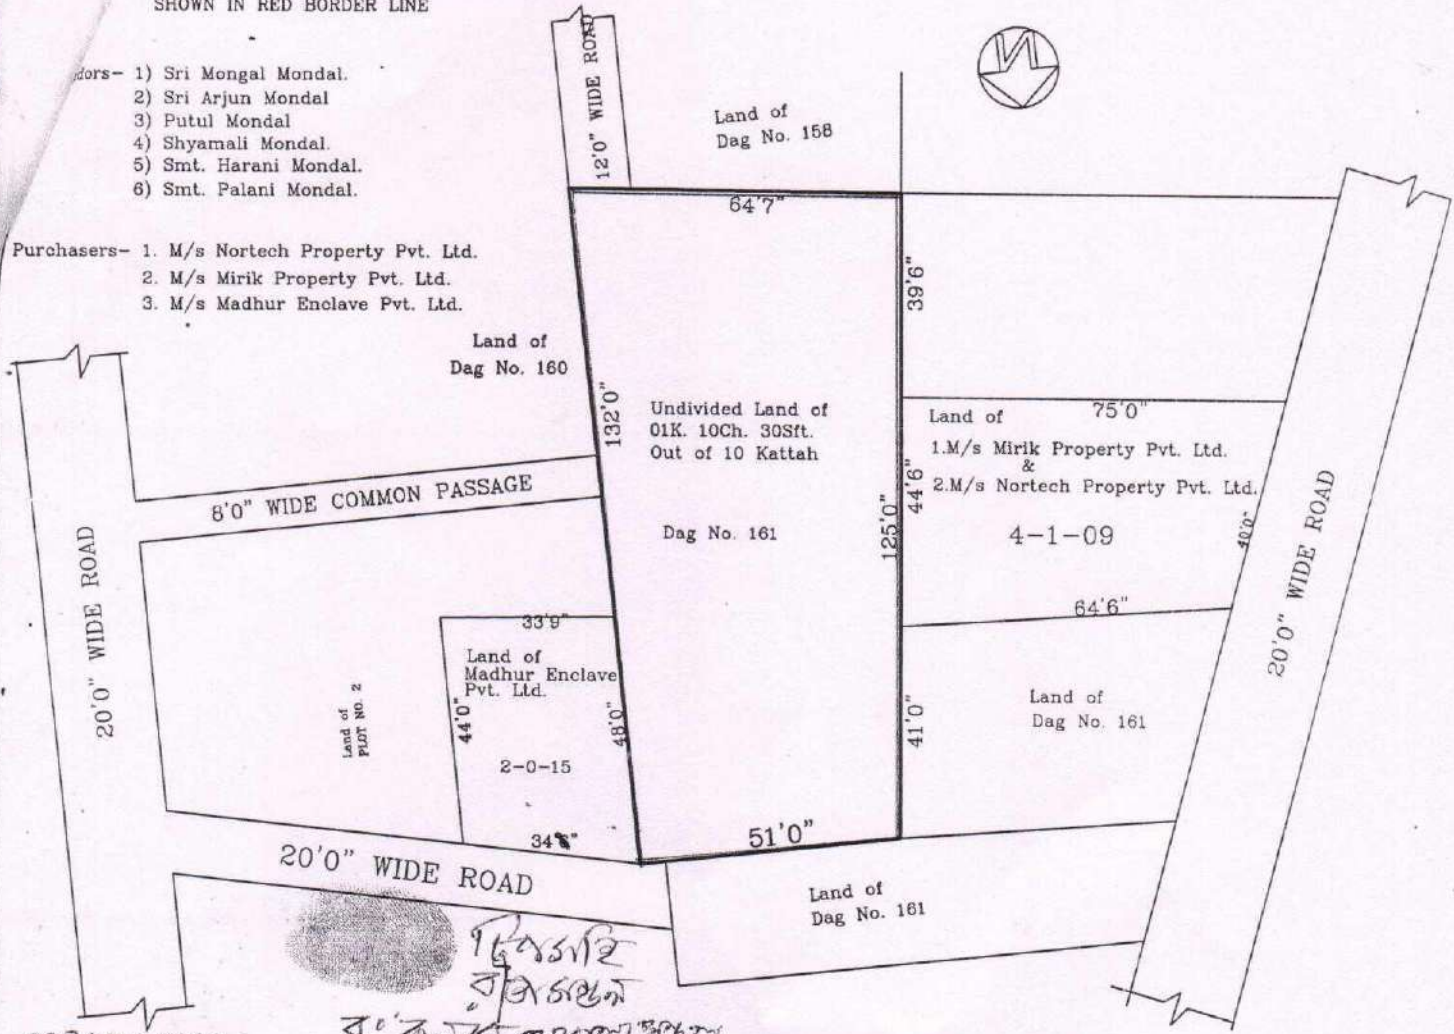 SHOWN IN RED BORDER LINE
dors- 1) Sri Mongal Mondal.
2) Sri Arjun Mondal
3) Putul Mondal
4) Shyamali Mondal.
5) Smt. Harani Mondal.
6) Smt. Palani Mondal.
Purchasers- 1. M/s Nortech Property Pvt. Ltd.
2. M/s Mirik Property Pvt. Ltd.
3. M/s Madhur Enclave Pvt. Ltd.
12'0" WIDE ROAD
Land of
Dag No. 158
N
64'7"
39'6"
Land of
Dag No. 160
132'0"
Undivided Land of
01K. 10Ch. 30Sft.
Out of 10 Kattah
Dag No. 161
125'0"
44'6"
Land of
75'0"
1.M/s Mirik Property Pvt. Ltd.
&
2.M/s Nortech Property Pvt. Ltd.
4-1-09
40'0"
64'6"
20'0" WIDE ROAD
8'0" WIDE COMMON PASSAGE
20'0" WIDE ROAD
33'9"
Land of
Madhur Enclave
Pvt. Ltd.
44'0"
48'0"
2-0-15
Land of
PLOT NO. 2
41'0"
Land of
Dag No. 161
51'0"
20'0" WIDE ROAD
Land of
Dag No. 161